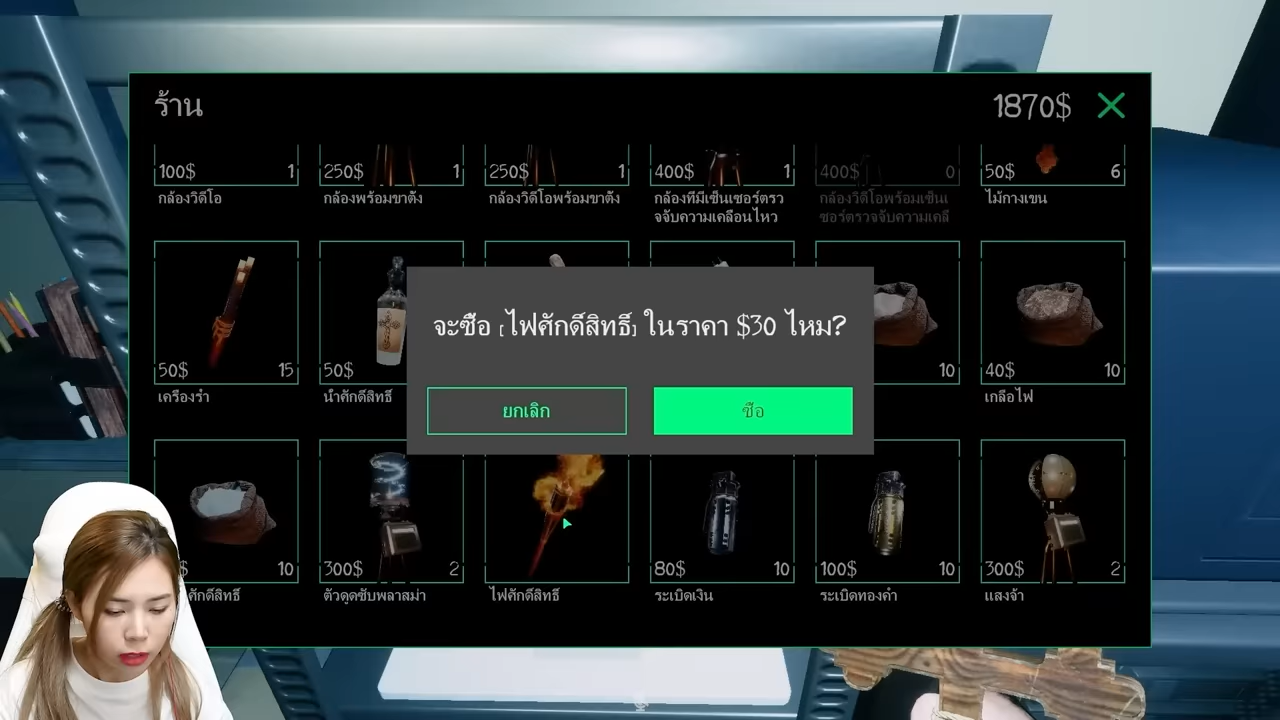 ร้าน
1870$
100$ 1
250$ 1
250$ 1
400$ 1
400$ 0
50$ 6
กล้องวิดีโอ
กล้องพร้อมขาตั้ง
กล้องวิดีโอพร้อมขาตั้ง
กล้องที่มีเซ็นเซอร์ตรว
จจับความเคลื่อนไหว
กล้องวิดีโอพร้อมเซ็นเ
ซอร์ตรวจจับความเคลื่
ไม้กางเขน
จะซื้อ [ไฟศักดิ์สิทธิ์] ในราคา $30 ไหม?
ยกเลิก
ซื้อ
50$ 15
50$
10
40$ 10
เครื่องรำ
น้ำศักดิ์สิทธิ์
เกลือไฟ
$ 10
300$ 2
80$ 10
100$ 10
300$ 2
ศักดิ์สิทธิ์
ตัวดูดซับพลาสม่า
ไฟศักดิ์สิทธิ์
ระเบิดเงิน
ระเบิดทองคำ
แสงจ้า